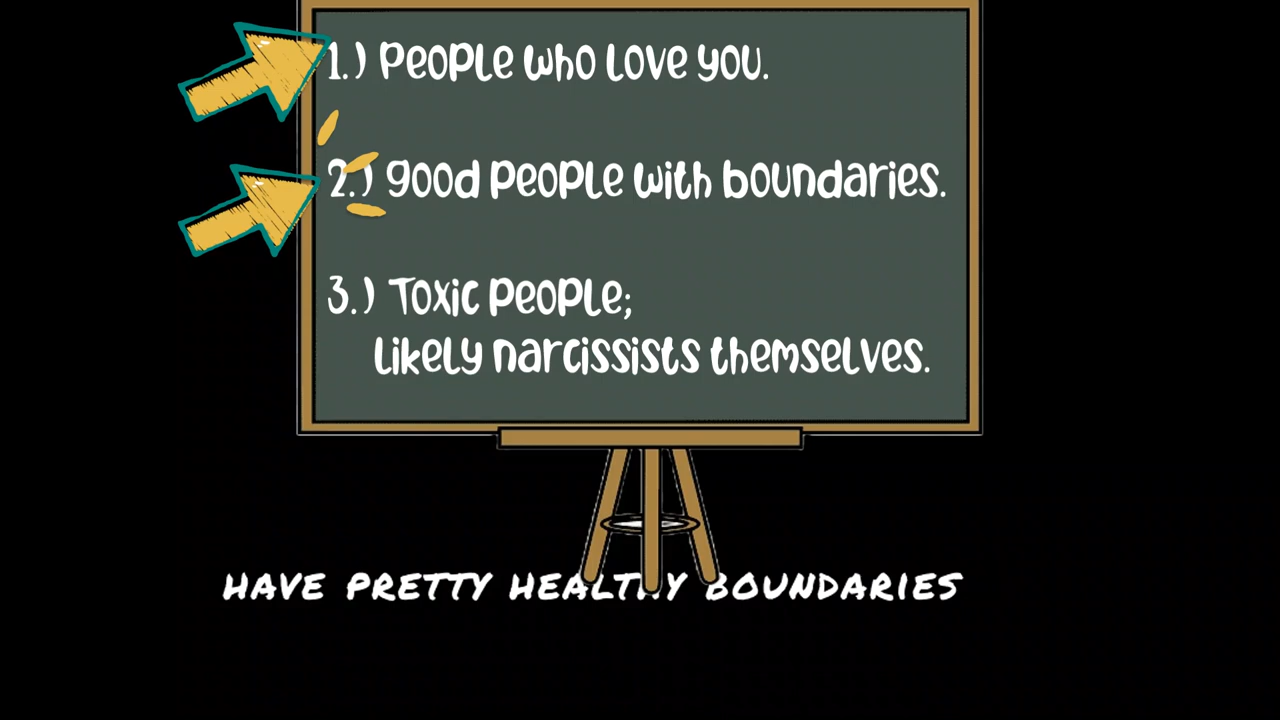 1.) People who love you.
2.) good people with boundaries.
3.) Toxic people;
likely narcissists themselves.
HAVE PRETTY HEALTHY BOUNDARIES